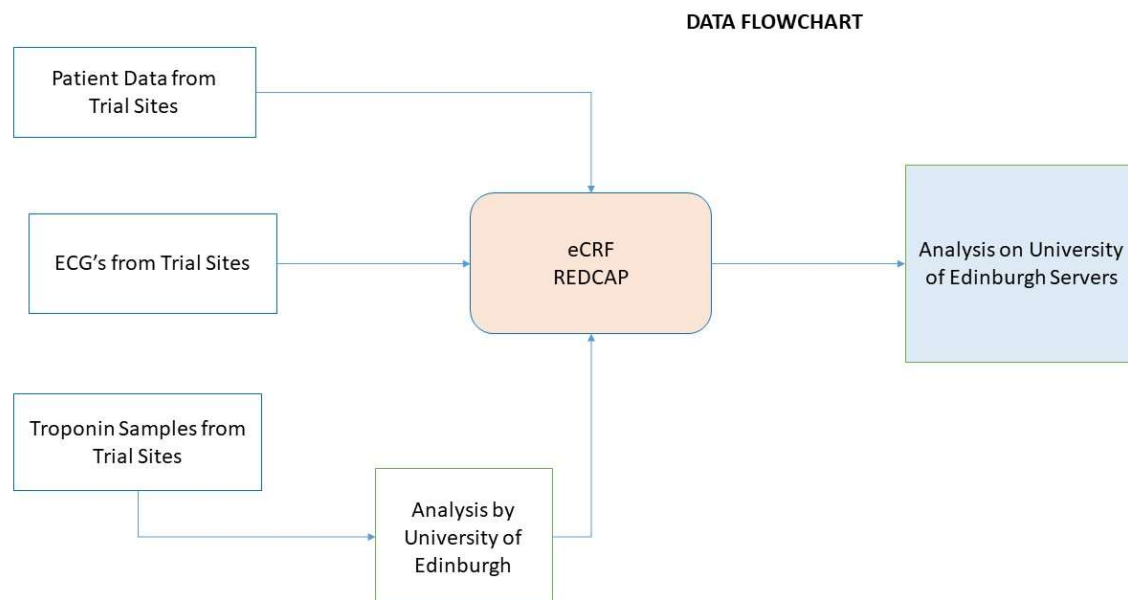 DATA FLOWCHART
Patient Data from
Trial Sites
ECG’s from Trial Sites
eCRF
REDCAP
Analysis on University
of Edinburgh Servers
Troponin Samples from
Trial Sites
Analysis by
University of
Edinburgh